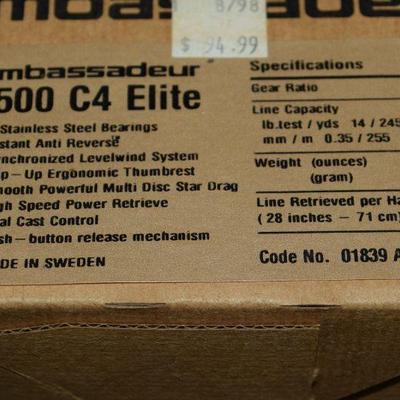 mbassadeur
8/98
$ 94.99
mbassadeur
500 C4 Elite
Stainless Steel Bearings
stant Anti Reverse
nchronized Levelwind System
p-Up Ergonomic Thumbrest
mooth Powerful Multi Disc Star Drag
gh Speed Power Retrieve
al Cast Control
sh-button release mechanism
DE IN SWEDEN
Specifications
Gear Ratio
Line Capacity
lb.test / yds 14 / 245
mm / m 0.35 / 255
Weight (ounces)
(gram)
Line Retrieved per Ha
( 28 inches – 71 cm)
Code No. 01839 A